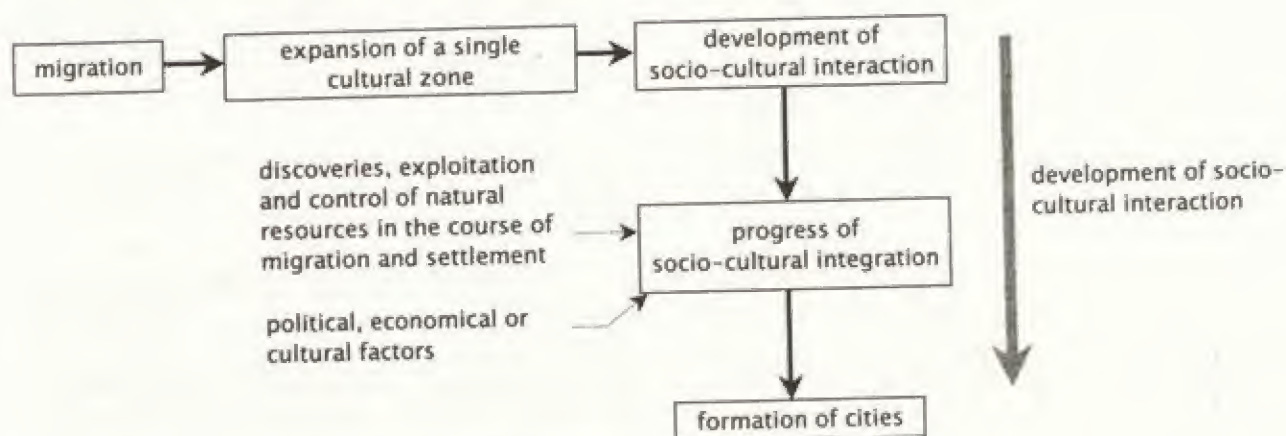 migration
expansion of a single
cultural zone
development of
socio-cultural interaction
discoveries, exploitation
and control of natural
resources in the course of
migration and settlement
progress of
socio-cultural integration
political, economical or
cultural factors
formation of cities
development of socio-
cultural interaction